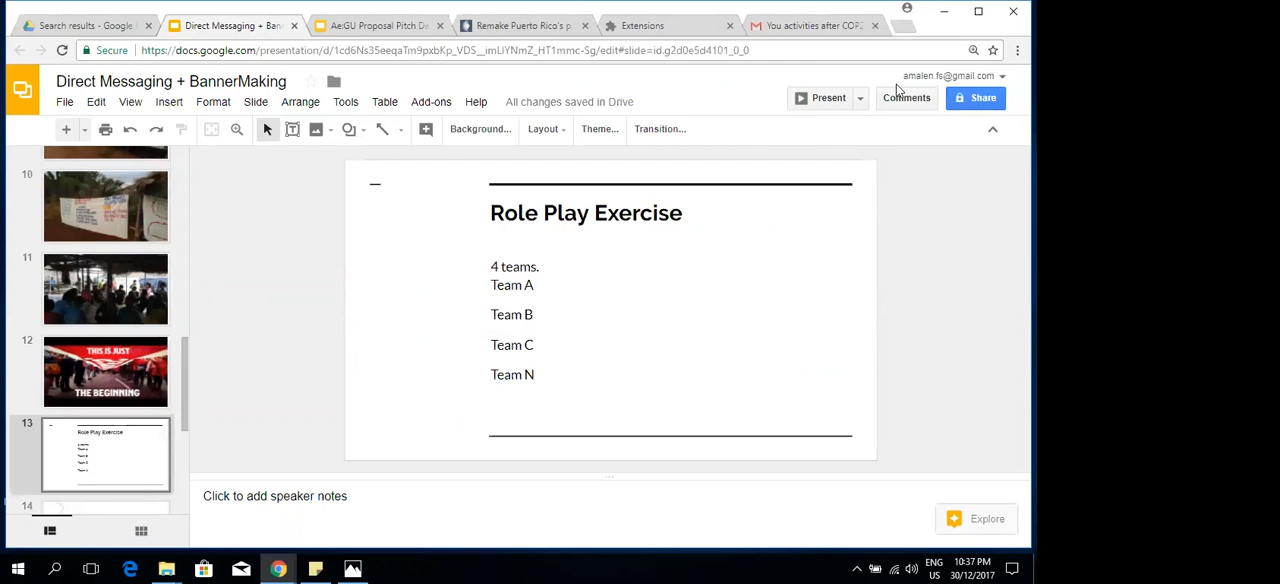 Search results - Google
Direct Messaging + Ban
Ae:GU Proposal Pitch De
Remake Puerto Rico's p
Extensions
You activities after COP2
Secure
https://docs.google.com/presentation/d/1cd6Ns35eeqaTm9pxbKp_VDS__imLIYNmZ_HT1mmc-Sg/edit#slide=id.g2d0e5d4101_0_0
Direct Messaging + BannerMaking
amalen.fs@gmail.com
File Edit View Insert Format Slide Arrange Tools Table Add-ons Help All changes saved in Drive
Present
Comments
Share
Background...
Layout
Theme...
Transition...
10
11
12
THIS IS JUST
THE BEGINNING
13
Role Play Exercise
14
Role Play Exercise
4 teams.
Team A
Team B
Team C
Team N
Click to add speaker notes
Explore
ENG
US
10:37 PM
30/12/2017